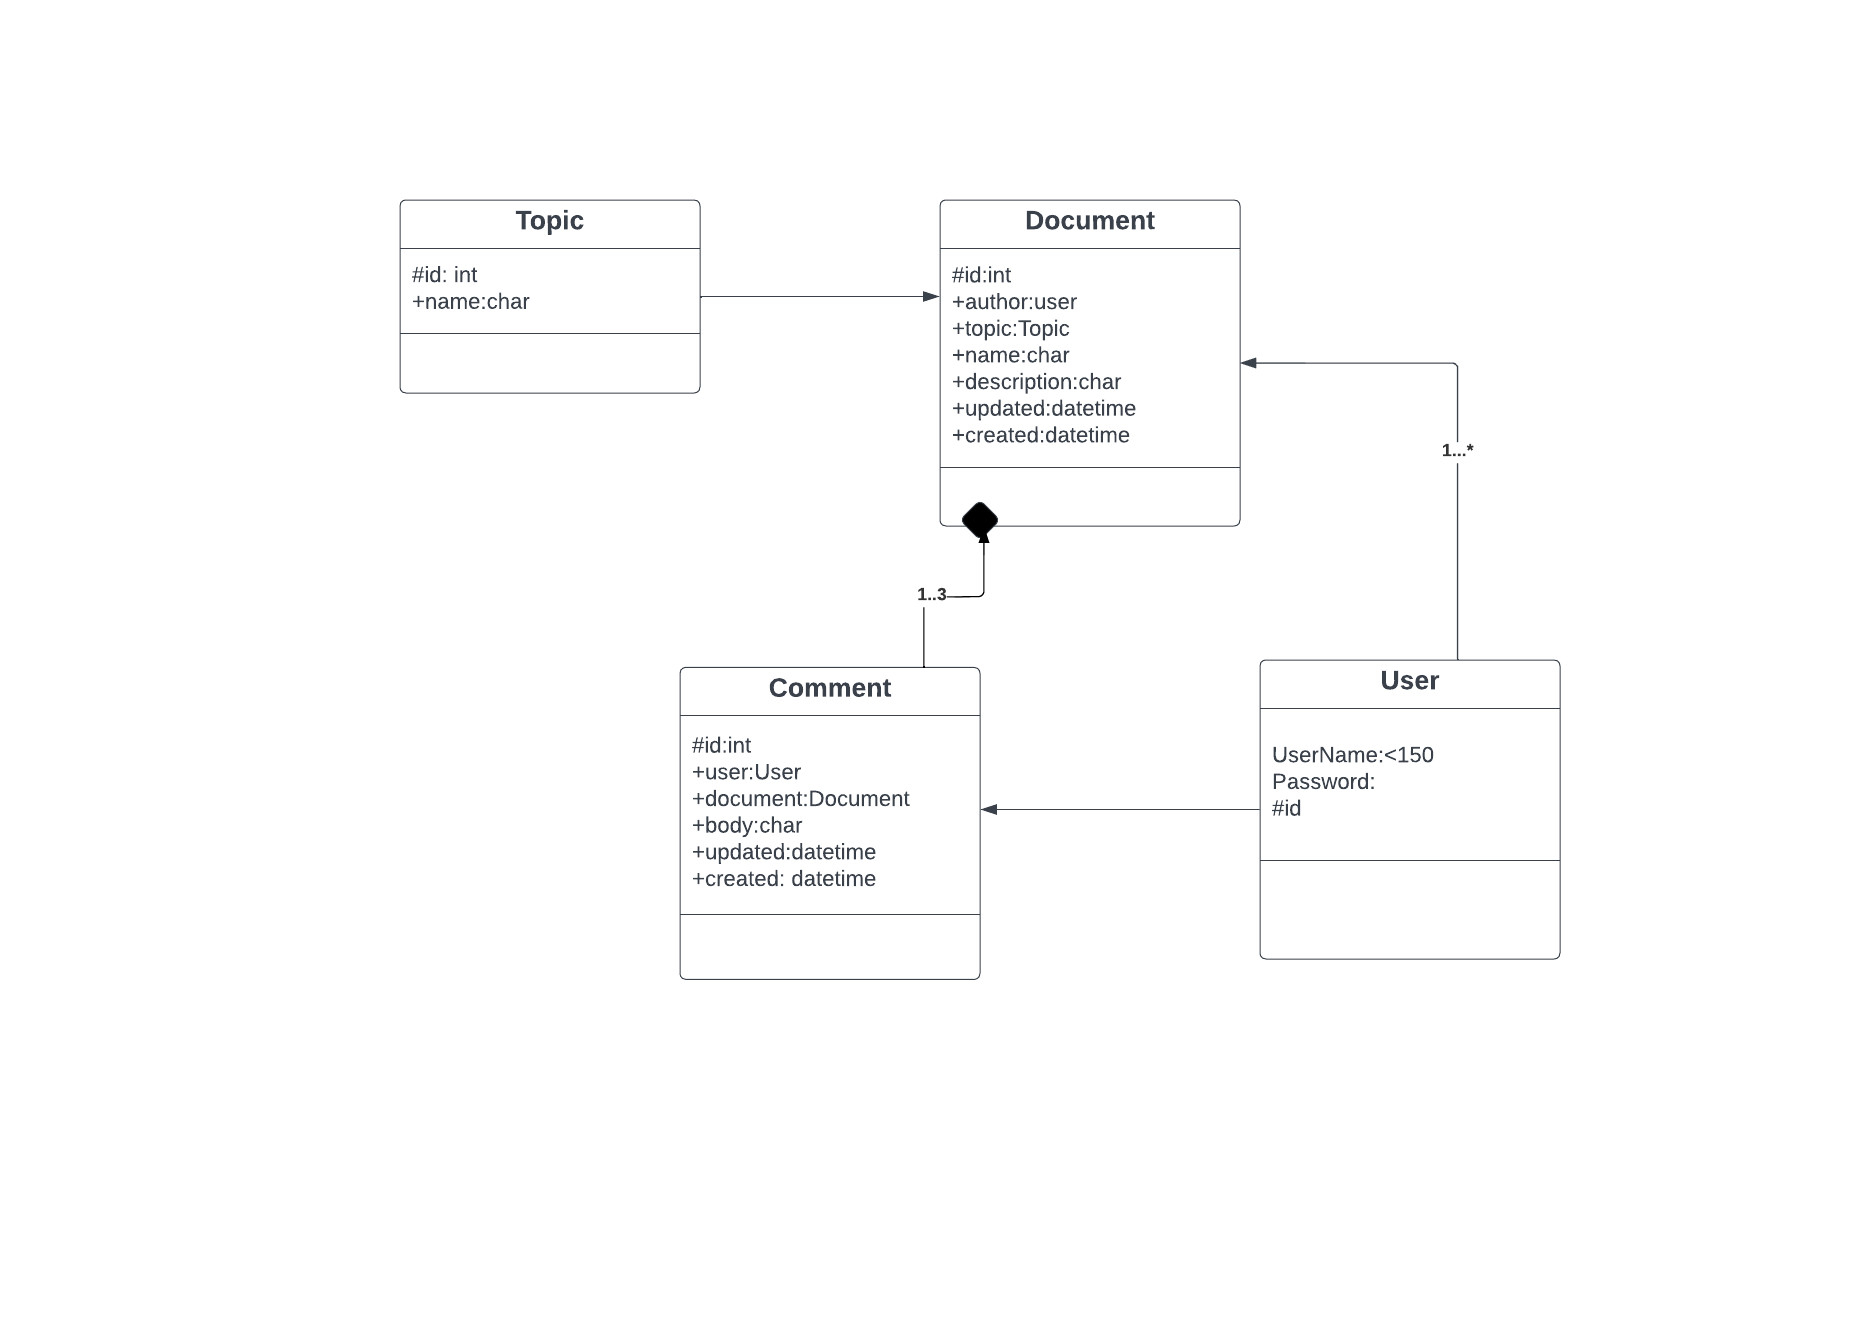 Topic
#id: int
+name:char
Document
#id:int
+author:user
+topic:Topic
+name:char
+description:char
+updated:datetime
+created:datetime
1...*
1..3
Comment
#id:int
+user:User
+document:Document
+body:char
+updated:datetime
+created: datetime
User
UserName:<150
Password:
#id